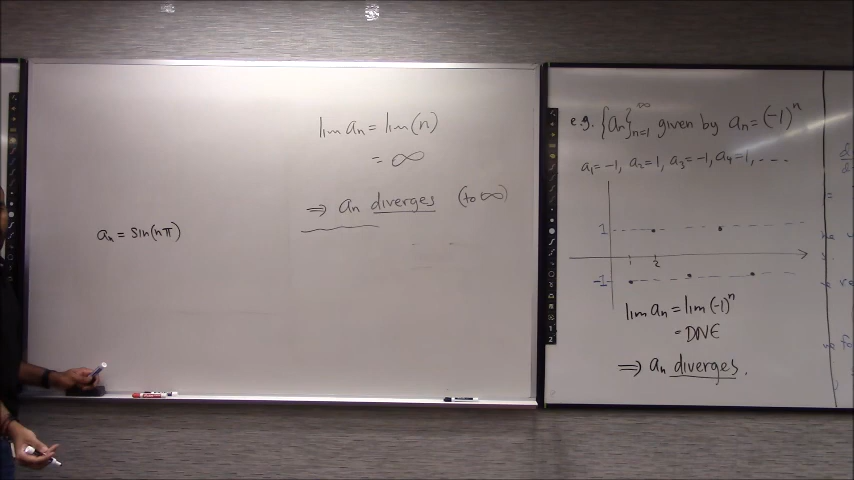 lim aₙ = lim(n)
= ∞
⇒ aₙ diverges (to ∞)
aₙ = sin(nπ)
e.g. {aₙ}ₙ₌₁^∞ given by aₙ = (-1)ⁿ
a₁ = -1, a₂ = 1, a₃ = -1, a₄ = 1, ....
1
1 2
-1
lim aₙ = lim (-1)ⁿ
= DNE
⇒ aₙ diverges.